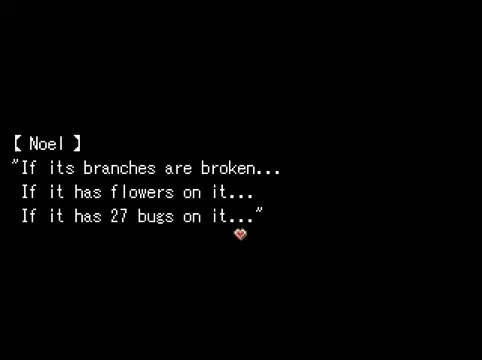 【 Noel 】
"If its branches are broken...
If it has flowers on it...
If it has 27 bugs on it..."